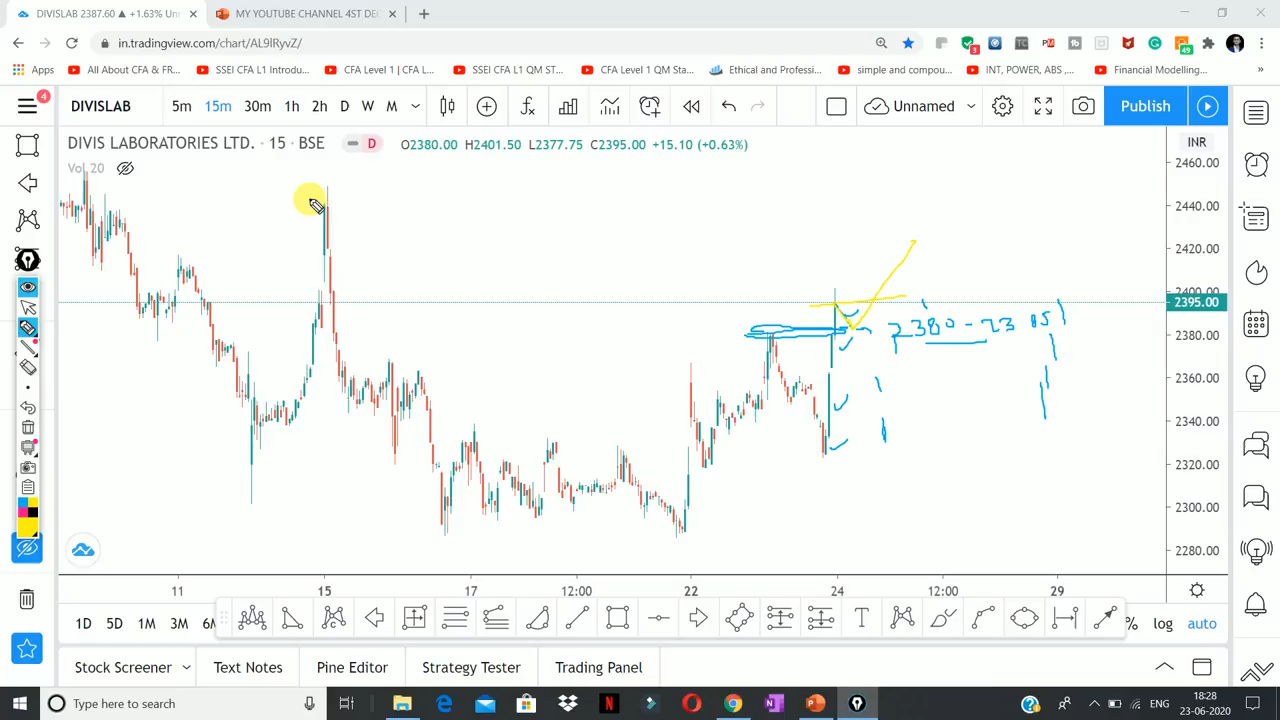 DIVISLAB 2387.60 ▲ +1.63% Unn
MY YOUTUBE CHANNEL 4ST DEC
in.tradingview.com/chart/AL9lRyvZ/
3
49
Apps
All About CFA & FR...
SSEI CFA L1 Introdu...
CFA Level 1| CFA L...
SSEI CFA L1 QM ST...
CFA Level 1 QM Sta...
Ethical and Professi...
simple and compou...
INT, POWER, ABS ,...
Financial Modelling...
4
DIVISLAB
5m 15m 30m 1h 2h D W M
Unnamed
Publish
DIVIS LABORATORIES LTD. · 15 · BSE
D
O2380.00 H2401.50 L2377.75 C2395.00 +15.10 (+0.63%)
INR
Vol 20
2460.00
2440.00
2420.00
2400.00
2395.00
2380.00
2380-2385
2360.00
2340.00
2320.00
2300.00
2280.00
11 15 17 12:00 22 24 12:00 29
1D 5D 1M 3M 6M
% log auto
Stock Screener
Text Notes
Pine Editor
Strategy Tester
Trading Panel
Type here to search
ENG
18:28
23-06-2020